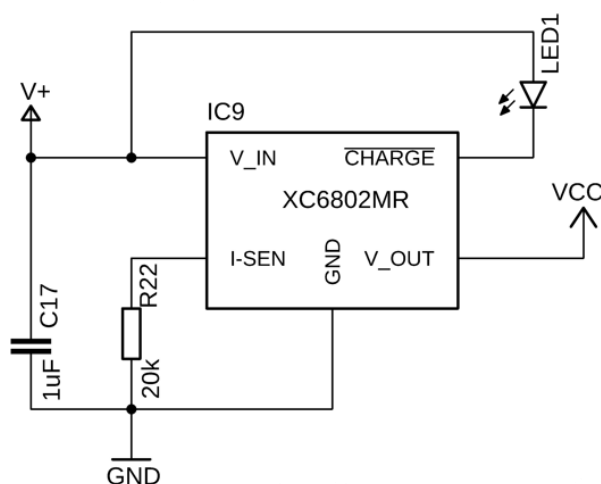 LED1
V+
IC9
V_IN
CHARGE
XC6802MR
VCC
I-SEN
GND
V_OUT
R22
20k
C17
1uF
GND